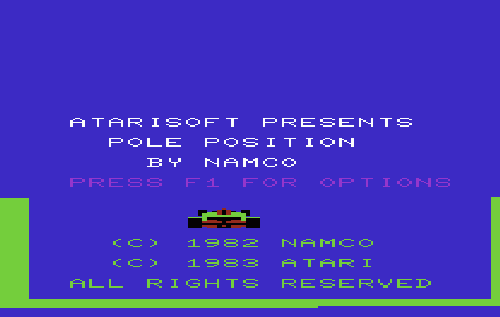 ATARISOFT PRESENTS
POLE POSITION
BY NAMCO
PRESS F1 FOR OPTIONS
(C) 1982 NAMCO
(C) 1983 ATARI
ALL RIGHTS RESERVED